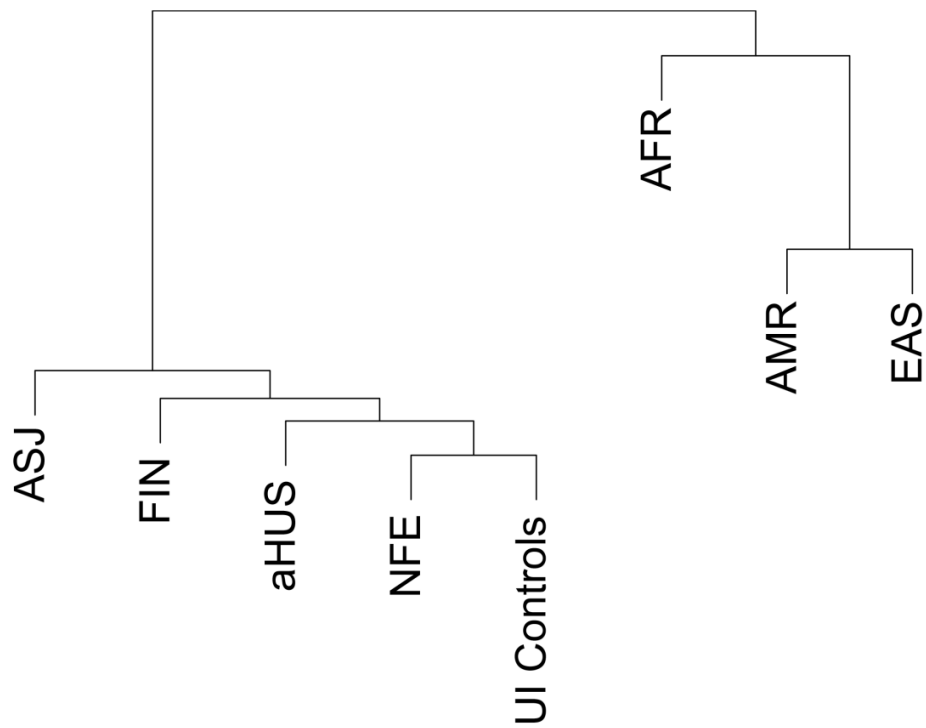 ASJ
FIN
aHUS
NFE
UI Controls
AFR
AMR
EAS